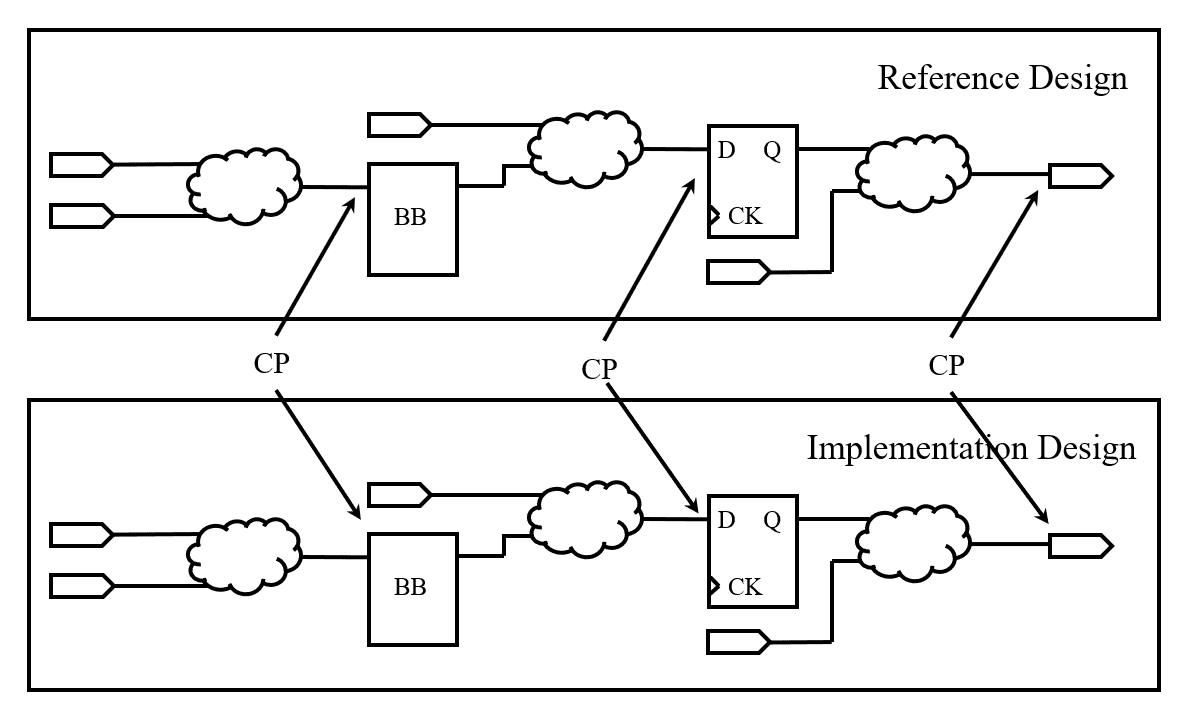 Reference Design
D Q
BB
CK
CP
CP
CP
Implementation Design
D Q
BB
CK